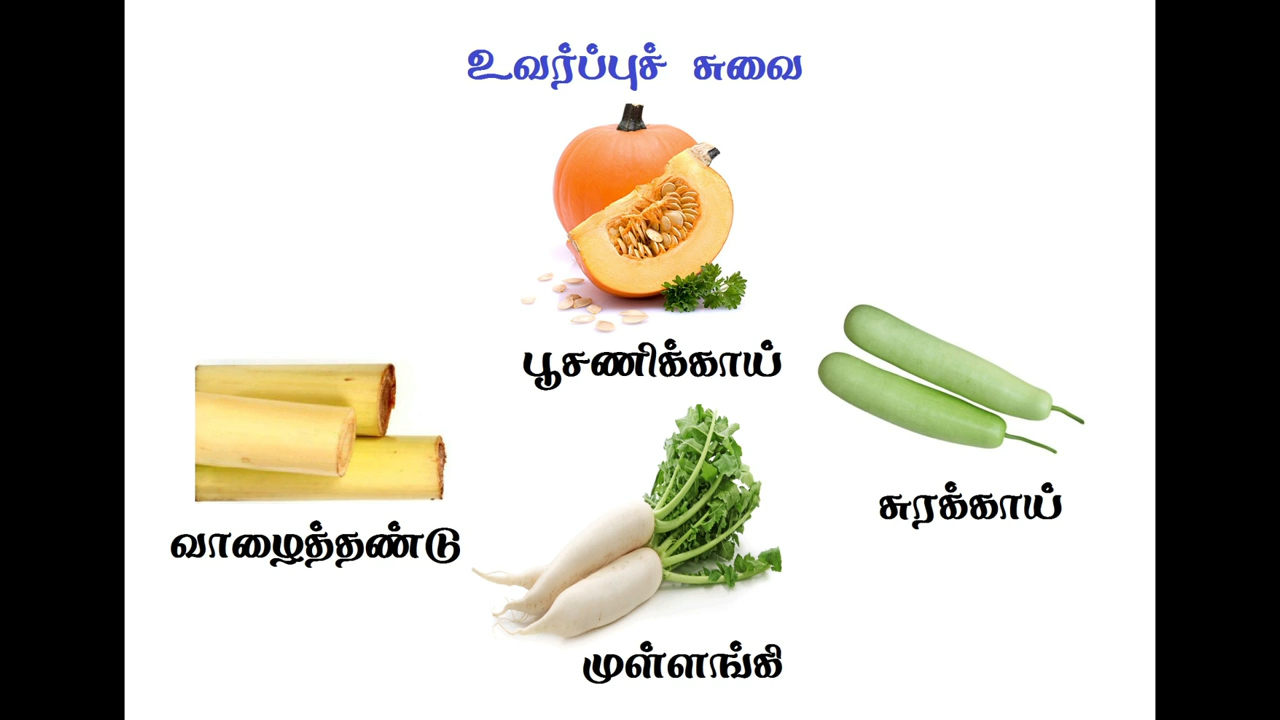 உவர்ப்புச் சுவை
பூசணிக்காய்
சுரக்காய்
வாழைத்தண்டு
முள்ளங்கி